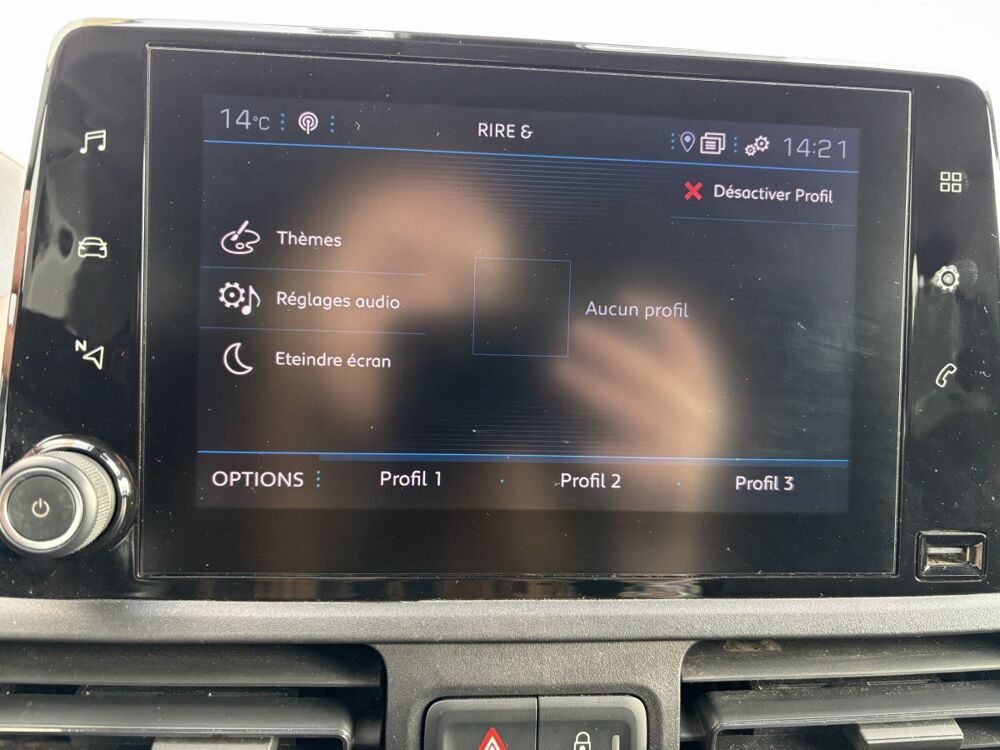 14°C RIRE & 14:21
Désactiver Profil
Thèmes
Réglages audio
Aucun profil
Eteindre écran
OPTIONS Profil 1 Profil 2 Profil 3
N